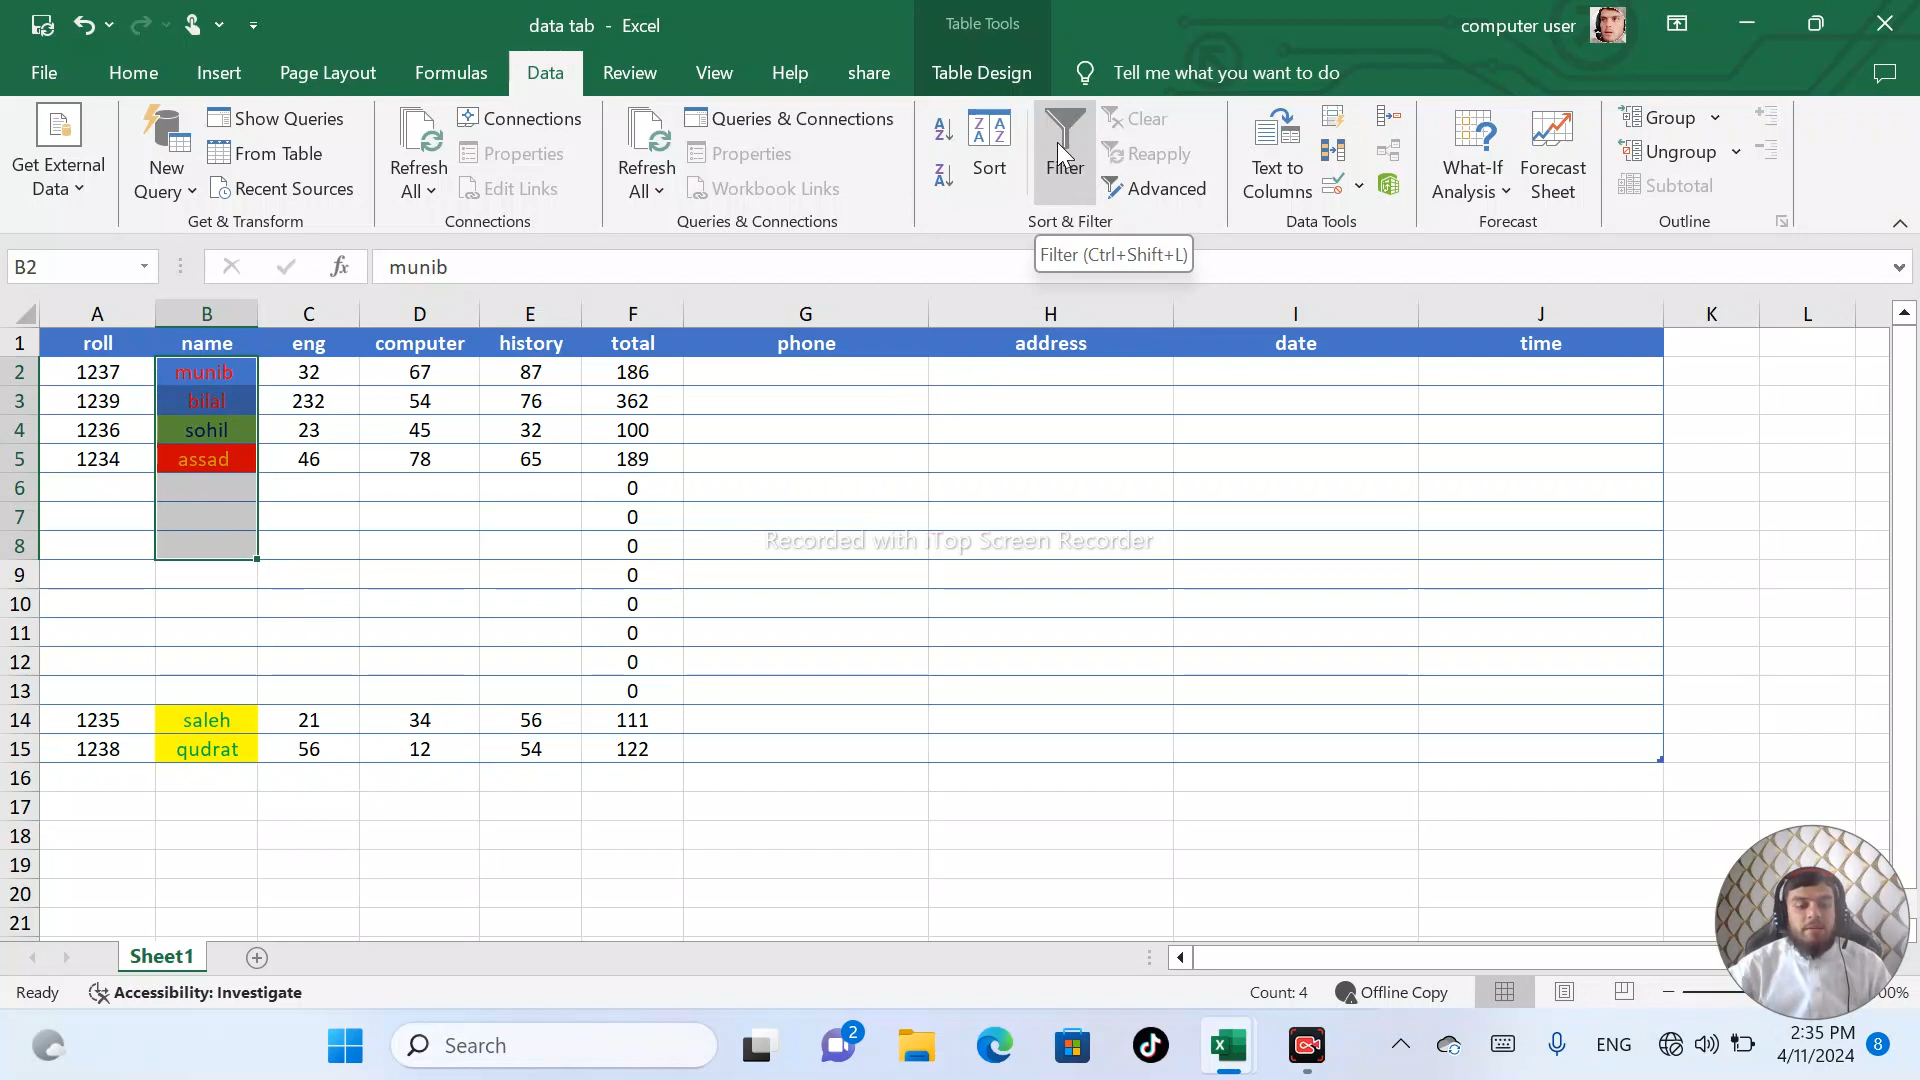 data tab - Excel
Table Tools
computer user
File Home Insert Page Layout Formulas Data Review View Help share Table Design Tell me what you want to do
Get External Data
New Query
Show Queries
From Table
Recent Sources
Get & Transform
Refresh All
Connections
Properties
Edit Links
Connections
Refresh All
Queries & Connections
Properties
Workbook Links
Queries & Connections
Sort
Filter
Clear
Reapply
Advanced
Sort & Filter
Text to Columns
Data Tools
What-If Analysis
Forecast Sheet
Forecast
Group
Ungroup
Subtotal
Outline
B2
fx
munib
Filter (Ctrl+Shift+L)
A B C D E F G H I J K L
1 roll name eng computer history total phone address date time
2 1237 munib 32 67 87 186
3 1239 bilal 232 54 76 362
4 1236 sohil 23 45 32 100
5 1234 assad 46 78 65 189
6 0
7 0
8 0
Recorded with iTop Screen Recorder
9 0
10 0
11 0
12 0
13 0
14 1235 saleh 21 34 56 111
15 1238 qudrat 56 12 54 122
16
17
18
19
20
21
Sheet1
Ready
Accessibility: Investigate
Count: 4
Offline Copy
Search
2
ENG
2:35 PM
4/11/2024
8